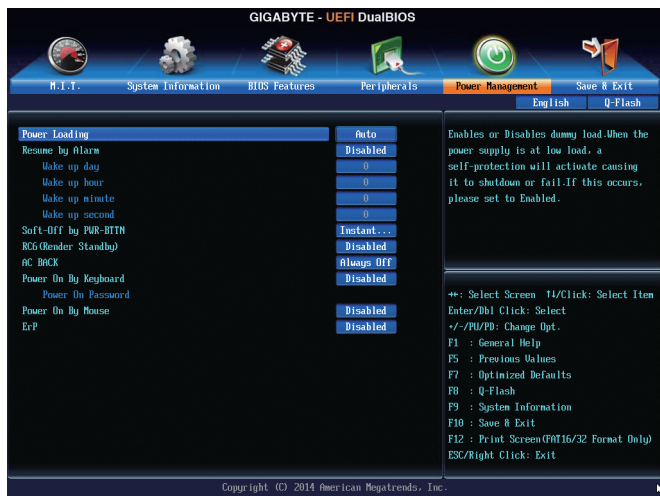 GIGABYTE - UEFI DualBIOS
M.I.T.
System Information
BIOS Features
Peripherals
Power Management
Save & Exit
English
Q-Flash
Power Loading Auto
Resume by Alarm Disabled
Wake up day 0
Wake up hour 0
Wake up minute 0
Wake up second 0
Soft-Off by PWR-BTTN Instant...
RC6(Render Standby) Disabled
AC BACK Always Off
Power On By Keyboard Disabled
Power On Password
Power On By Mouse Disabled
ErP Disabled
Enables or Disables dummy load.When the
power supply is at low load, a
self-protection will activate causing
it to shutdown or fail.If this occurs,
please set to Enabled.
↔: Select Screen ↑↓/Click: Select Item
Enter/Dbl Click: Select
+/-/PU/PD: Change Opt.
F1 : General Help
F5 : Previous Values
F7 : Optimized Defaults
F8 : Q-Flash
F9 : System Information
F10 : Save & Exit
F12 : Print Screen(FAT16/32 Format Only)
ESC/Right Click: Exit
Copyright (C) 2014 American Megatrends, Inc.